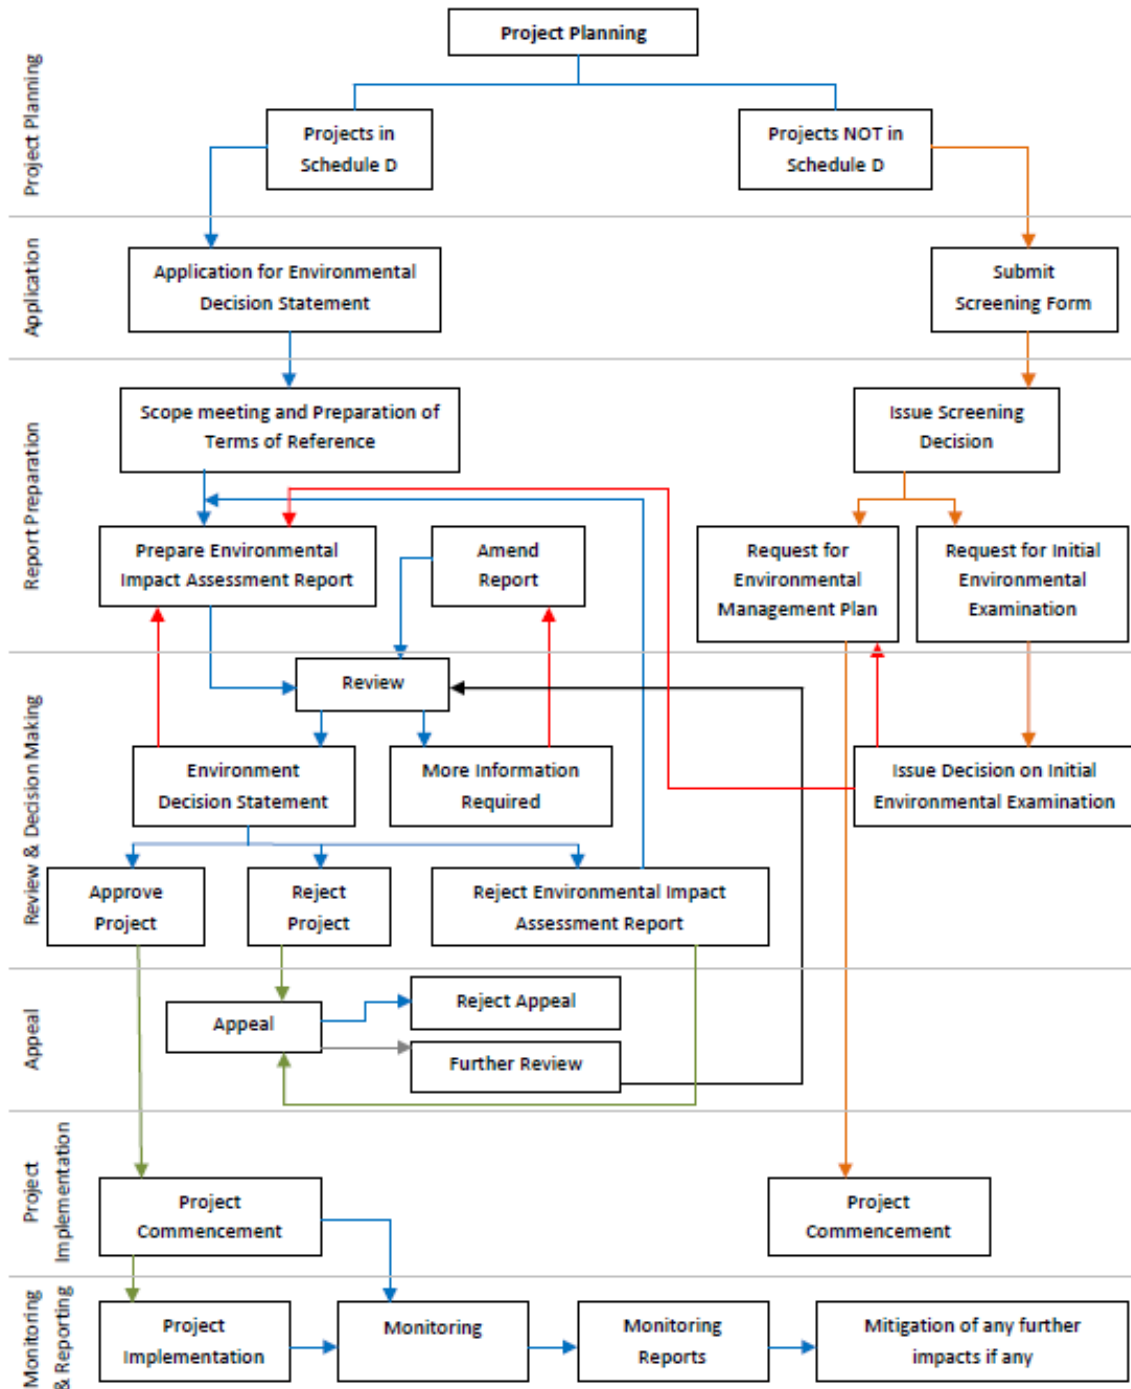 Project Planning
Project Planning
Projects in
Schedule D
Projects NOT in
Schedule D
Application
Application for Environmental
Decision Statement
Submit
Screening Form
Report Preparation
Scope meeting and Preparation of
Terms of Reference
Issue Screening
Decision
Prepare Environmental
Impact Assessment Report
Amend
Report
Request for
Environmental
Management Plan
Request for Initial
Environmental
Examination
Review & Decision Making
Review
Environment
Decision Statement
More Information
Required
Issue Decision on Initial
Environmental Examination
Approve
Project
Reject
Project
Reject Environmental Impact
Assessment Report
Appeal
Appeal
Reject Appeal
Further Review
Project
Implementation
Project
Commencement
Project
Commencement
Monitoring
& Reporting
Project
Implementation
Monitoring
Monitoring
Reports
Mitigation of any further
impacts if any